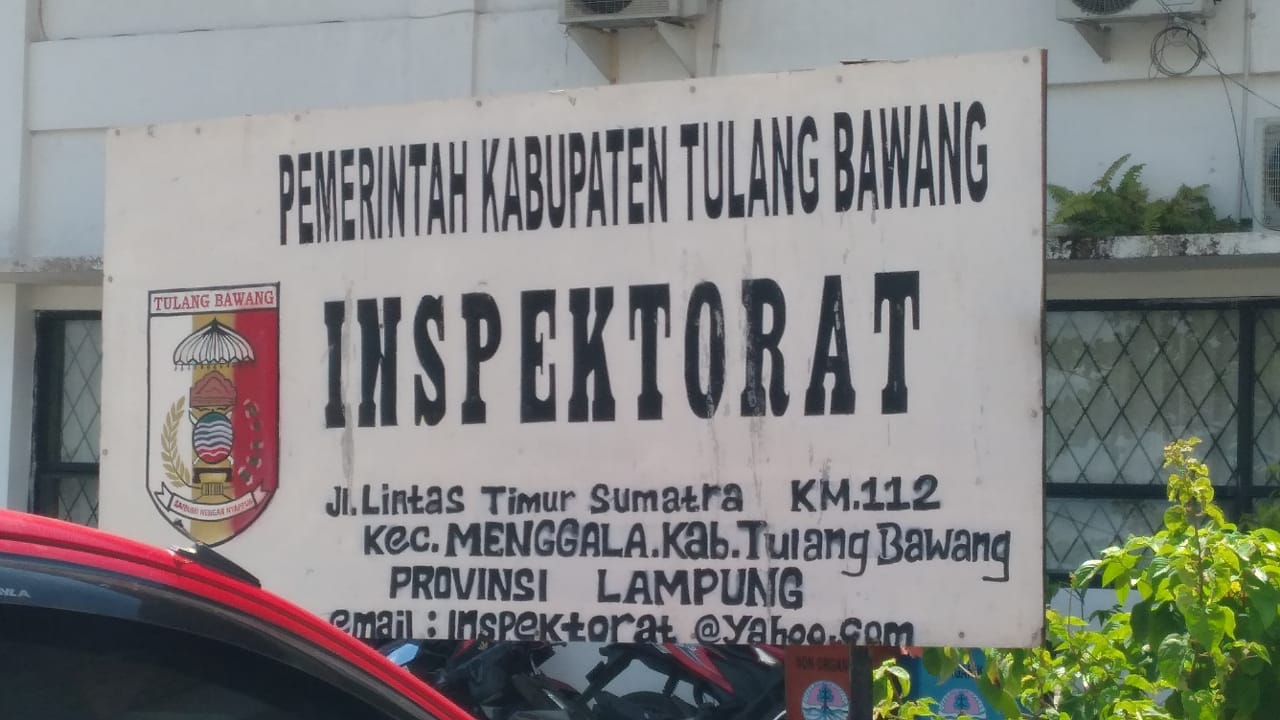 PEMERINTAH KABUPATEN TULANG BAWANG
INSPEKTORAT
TULANG BAWANG
Jl.Lintas Timur Sumatra KM.112
Kec.MENGGALA.Kab.Tulang Bawang
PROVINSI LAMPUNG
email : Inspektorat @yahoo.com